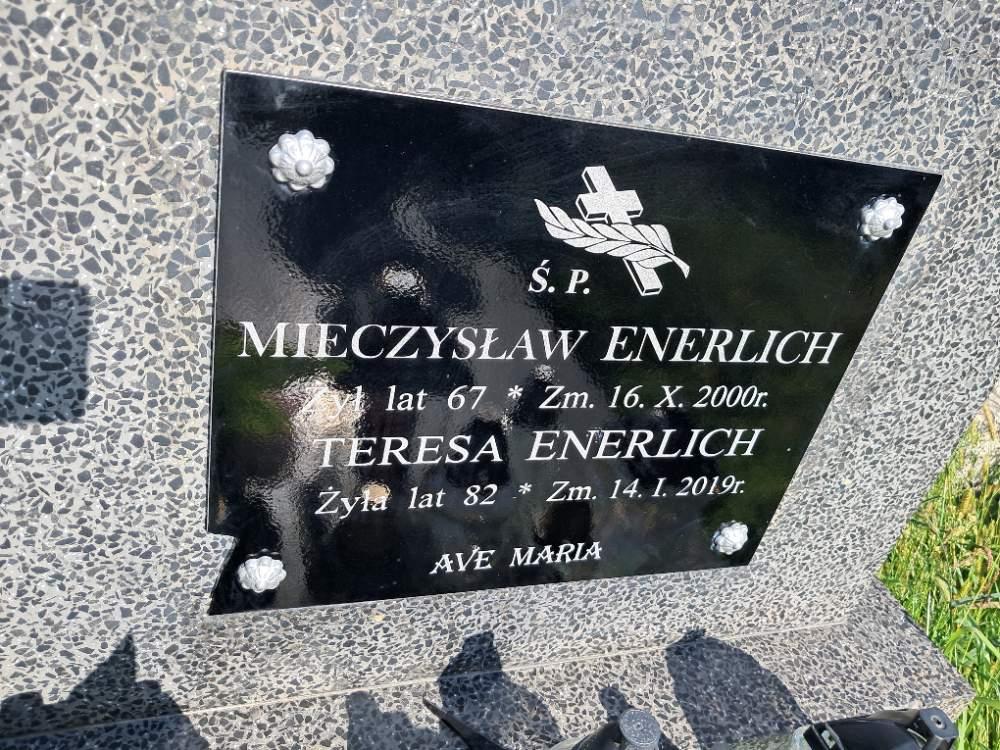 Ś. P.
MIECZYSŁAW ENERLICH
Żył lat 67 * Zm. 16. X. 2000r.
TERESA ENERLICH
Żyła lat 82 * Zm. 14. I. 2019r.
AVE MARIA